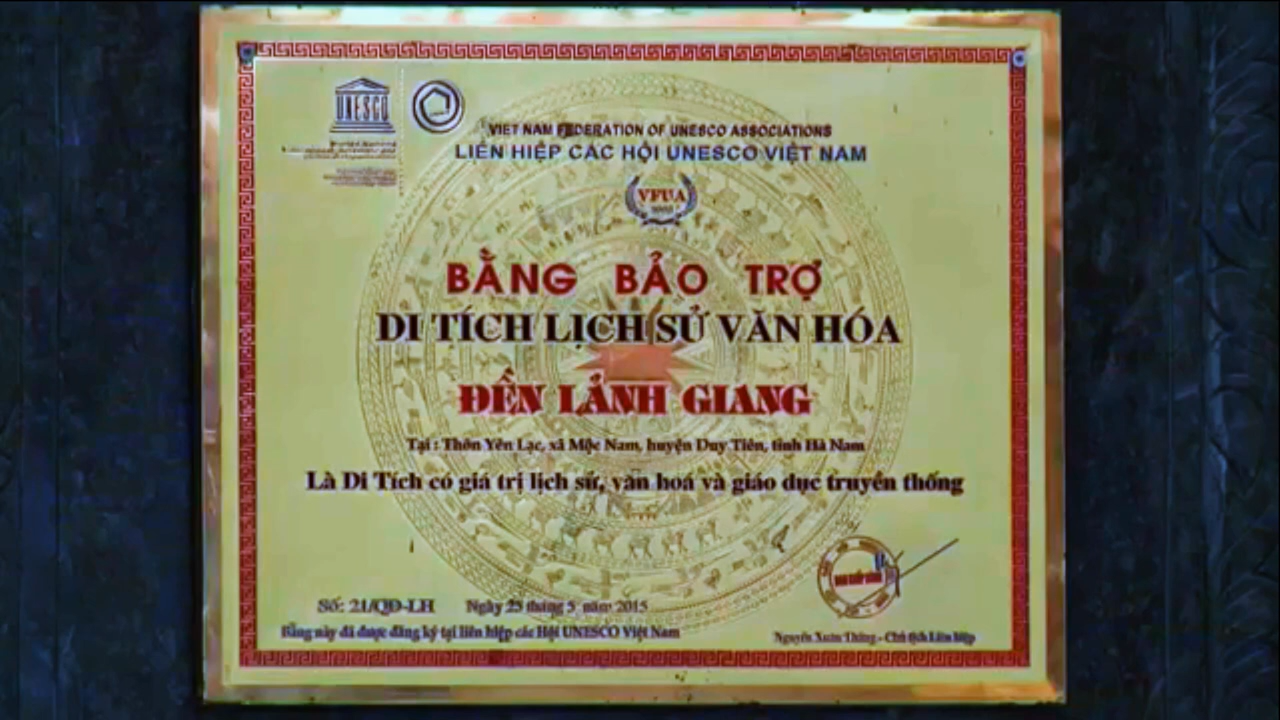 UNESCO
VIET NAM FEDERATION OF UNESCO ASSOCIATIONS
LIÊN HIỆP CÁC HỘI UNESCO VIỆT NAM
VFUA
BẰNG BẢO TRỢ
DI TÍCH LỊCH SỬ VĂN HÓA
ĐỀN LẢNH GIANG
Tại : Thôn Yên Lạc, xã Mộc Nam, huyện Duy Tiên, tỉnh Hà Nam
Là Di Tích có giá trị lịch sử, văn hoá và giáo dục truyền thống
Số: 21/QĐ-LH Ngày 25 tháng 5 năm 2015
Bằng này đã được đăng ký tại liên hiệp các Hội UNESCO Việt Nam
Nguyễn Xuân Thắng - Chủ tịch Liên hiệp